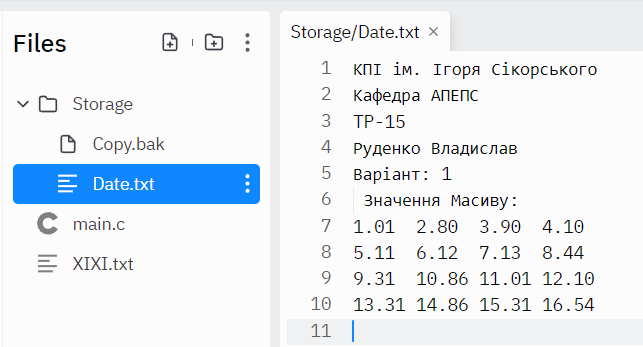 Files
Storage
Copy.bak
Date.txt
main.c
XIXI.txt
Storage/Date.txt ×
1 КПІ ім. Ігоря Сікорського
2 Кафедра АПЕПС
3 ТР-15
4 Руденко Владислав
5 Варіант: 1
6 Значення Масиву:
7 1.01 2.80 3.90 4.10
8 5.11 6.12 7.13 8.44
9 9.31 10.86 11.01 12.10
10 13.31 14.86 15.31 16.54
11